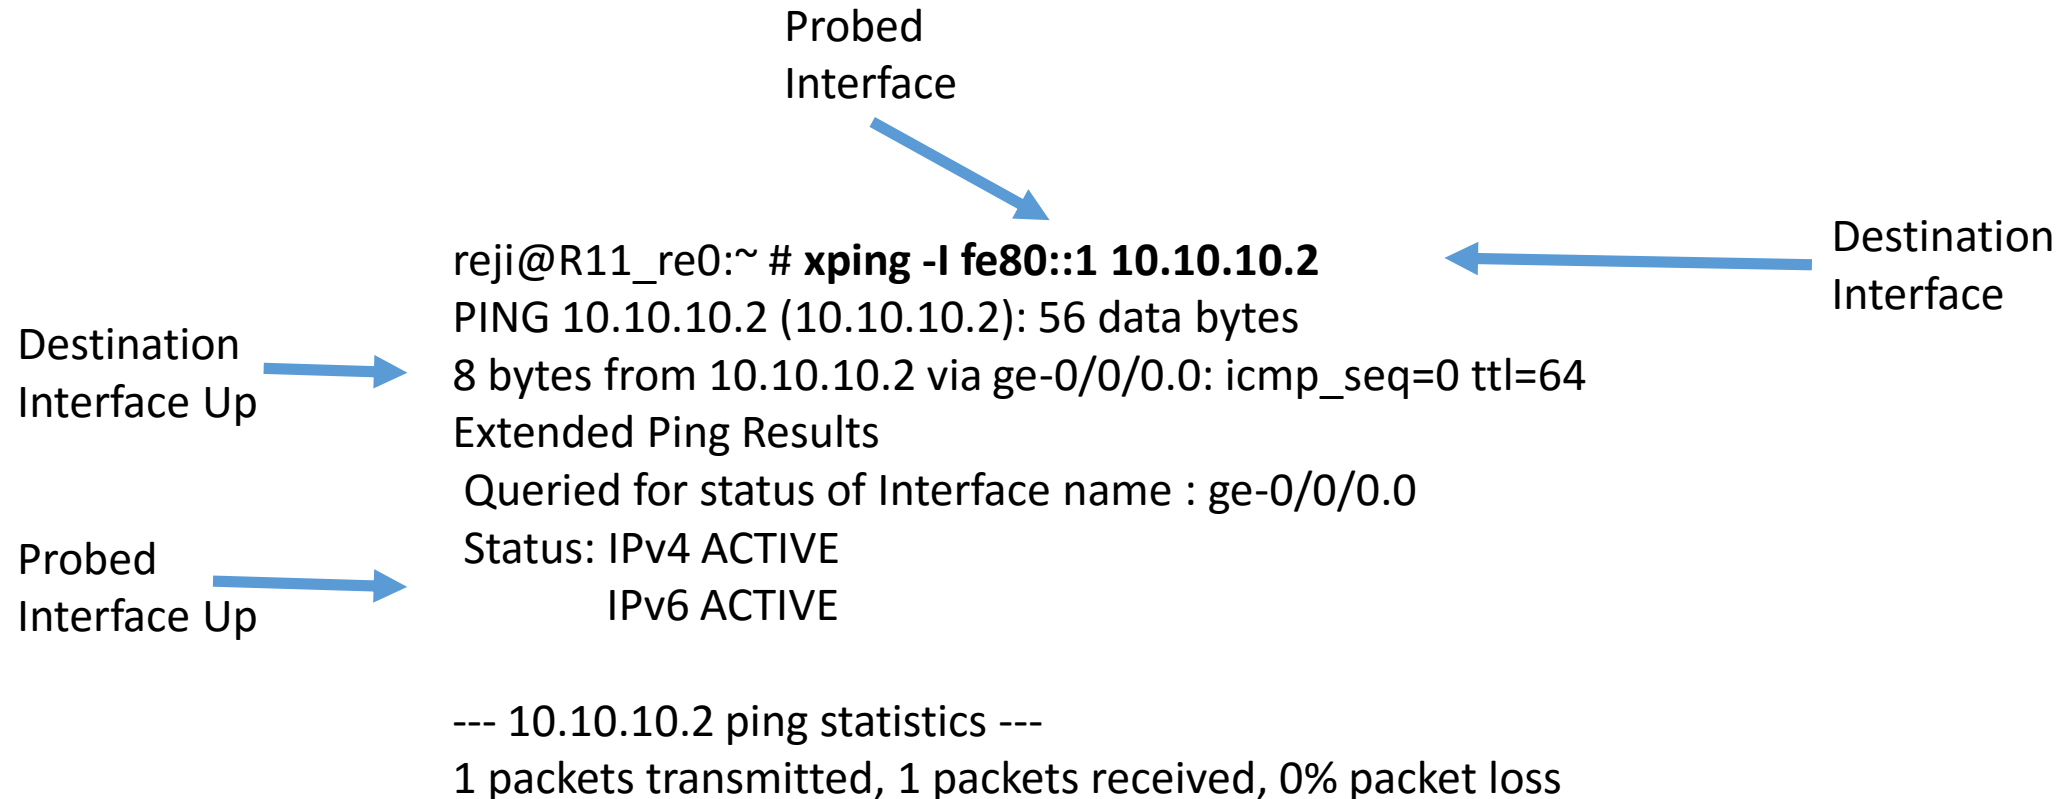 Probed
Interface
reji@R11_re0:~ # xping -I fe80::1 10.10.10.2
Destination
Interface
PING 10.10.10.2 (10.10.10.2): 56 data bytes
Destination
Interface Up
8 bytes from 10.10.10.2 via ge-0/0/0.0: icmp_seq=0 ttl=64
Extended Ping Results
Queried for status of Interface name : ge-0/0/0.0
Probed
Interface Up
Status: IPv4 ACTIVE
IPv6 ACTIVE
--- 10.10.10.2 ping statistics ---
1 packets transmitted, 1 packets received, 0% packet loss